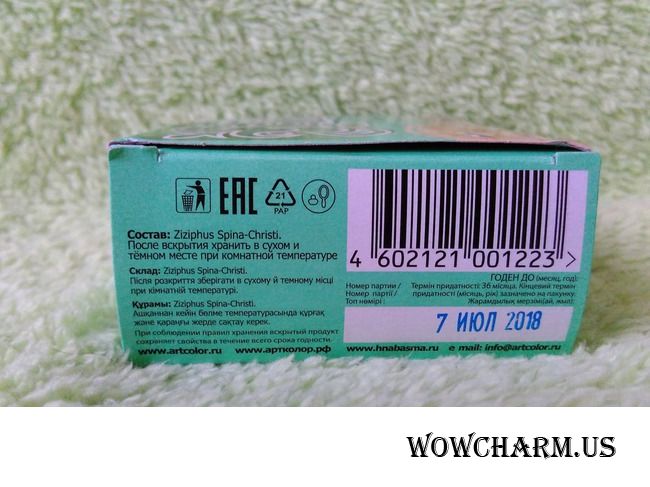 EAC
21
PAP
Состав: Ziziphus Spina-Christi.
После вскрытия хранить в сухом и
тёмном месте при комнатной температуре
Склад: Ziziphus Spina-Christi.
Після розкриття зберігати в сухому й темному місці
при кімнатній температурі.
Құрамы: Ziziphus Spina-Christi.
Ашқаннан кейін бөлме температурасында құрғақ
және қараңғы жерде сақтау керек.
При соблюдении правил хранения вскрытый продукт
сохраняет свойства в течение всего срока годности.
www.artcolor.ru www.артколор.рф
4 602121 001223 >
ГОДЕН ДО (месяц, год):
Номер партии / Термін придатності: 36 місяця. Кінцевий термін
Номер партії / придатності (місяць, рік) зазначено на пакунку.
Топ нөмірі : Жарамдылық мерзімі(ай, жыл):
7 ИЮЛ 2018
www.hnabasma.ru e mail: info@artcolor.ru
WOWCHARM.US